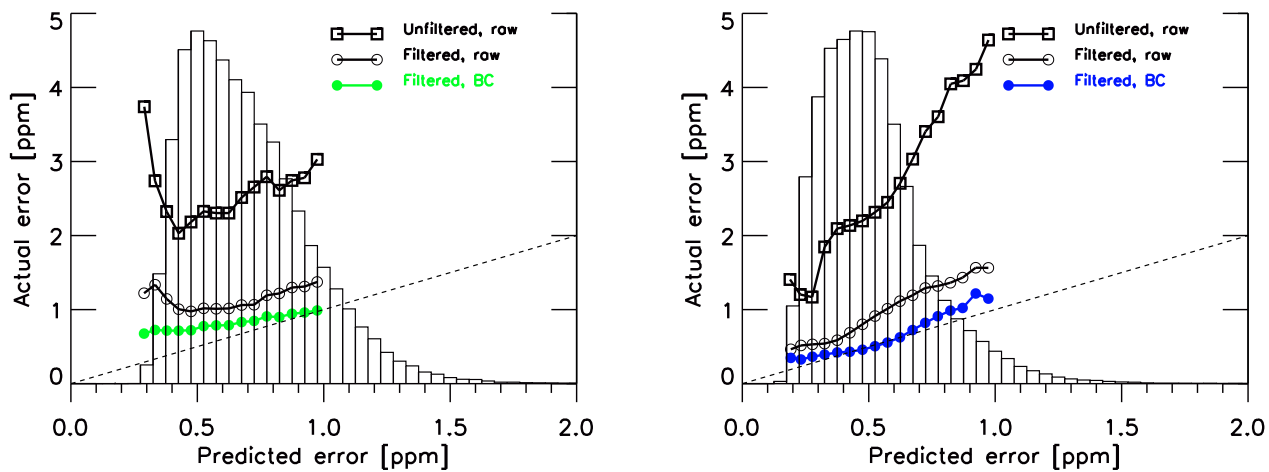 5
4
3
2
1
0
Actual error [ppm]
Unfiltered, raw
Filtered, raw
Filtered, BC
0.0 0.5 1.0 1.5 2.0
Predicted error [ppm]
5
4
3
2
1
0
Actual error [ppm]
Unfiltered, raw
Filtered, raw
Filtered, BC
0.0 0.5 1.0 1.5 2.0
Predicted error [ppm]